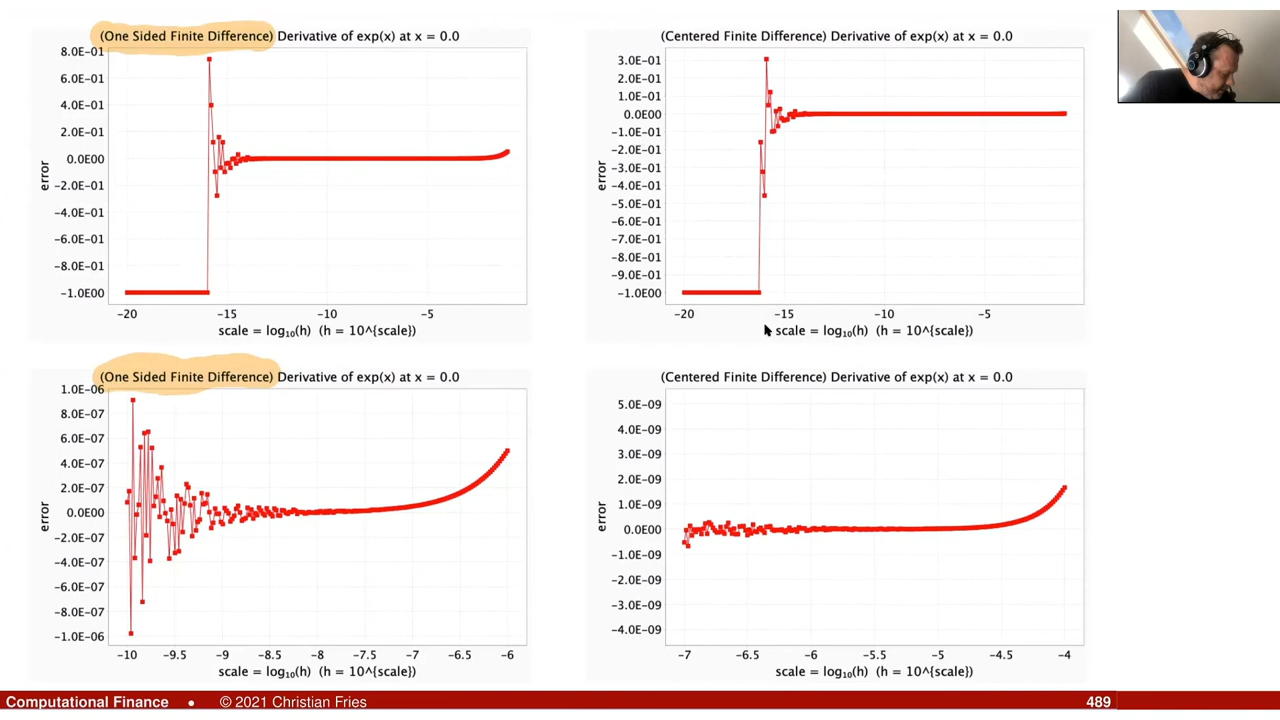 (One Sided Finite Difference) Derivative of exp(x) at x = 0.0
8.0E-01
6.0E-01
4.0E-01
2.0E-01
0.0E00
-2.0E-01
-4.0E-01
-6.0E-01
-8.0E-01
-1.0E00
error
-20 -15 -10 -5
scale = log₁₀(h) (h = 10^{scale})
(Centered Finite Difference) Derivative of exp(x) at x = 0.0
3.0E-01
2.0E-01
1.0E-01
0.0E00
-1.0E-01
-2.0E-01
-3.0E-01
-4.0E-01
-5.0E-01
-6.0E-01
-7.0E-01
-8.0E-01
-9.0E-01
-1.0E00
error
-20 -15 -10 -5
scale = log₁₀(h) (h = 10^{scale})
(One Sided Finite Difference) Derivative of exp(x) at x = 0.0
1.0E-06
8.0E-07
6.0E-07
4.0E-07
2.0E-07
0.0E00
-2.0E-07
-4.0E-07
-6.0E-07
-8.0E-07
-1.0E-06
error
-10 -9.5 -9 -8.5 -8 -7.5 -7 -6.5 -6
scale = log₁₀(h) (h = 10^{scale})
(Centered Finite Difference) Derivative of exp(x) at x = 0.0
5.0E-09
4.0E-09
3.0E-09
2.0E-09
1.0E-09
0.0E00
-1.0E-09
-2.0E-09
-3.0E-09
-4.0E-09
error
-7 -6.5 -6 -5.5 -5 -4.5 -4
scale = log₁₀(h) (h = 10^{scale})
Computational Finance • © 2021 Christian Fries 489